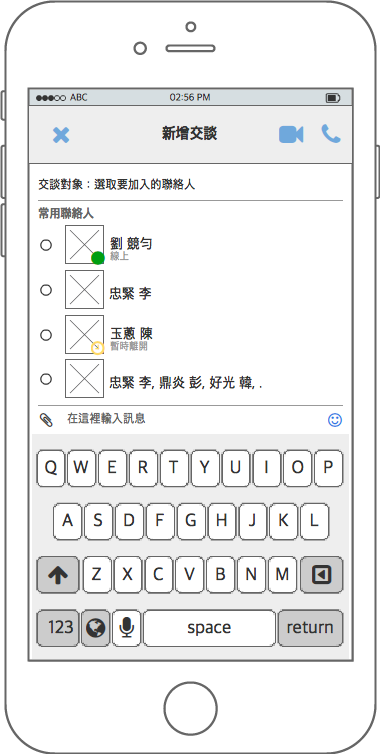 ABC 02:56 PM
新增交談
交談對象：選取要加入的聯絡人
常用聯絡人
劉 競勻
線上
忠緊 李
玉蔥 陳
暫時離開
忠緊 李, 鼎炎 彭, 好光 韓, .
在這裡輸入訊息
Q W E R T Y U I O P
A S D F G H J K L
Z X C V B N M
123 space return